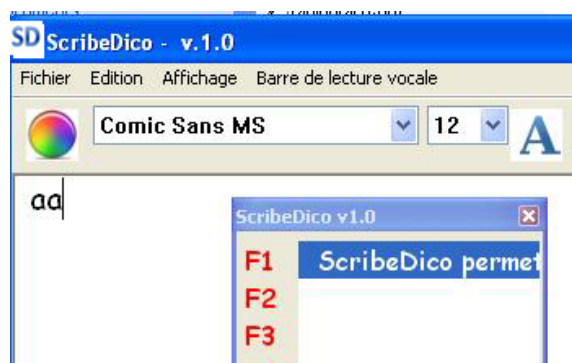 SD ScribeDico - v.1.0
Fichier Edition Affichage Barre de lecture vocale
Comic Sans MS 12 A
aa
ScribeDico v1.0
F1 ScribeDico permet
F2
F3